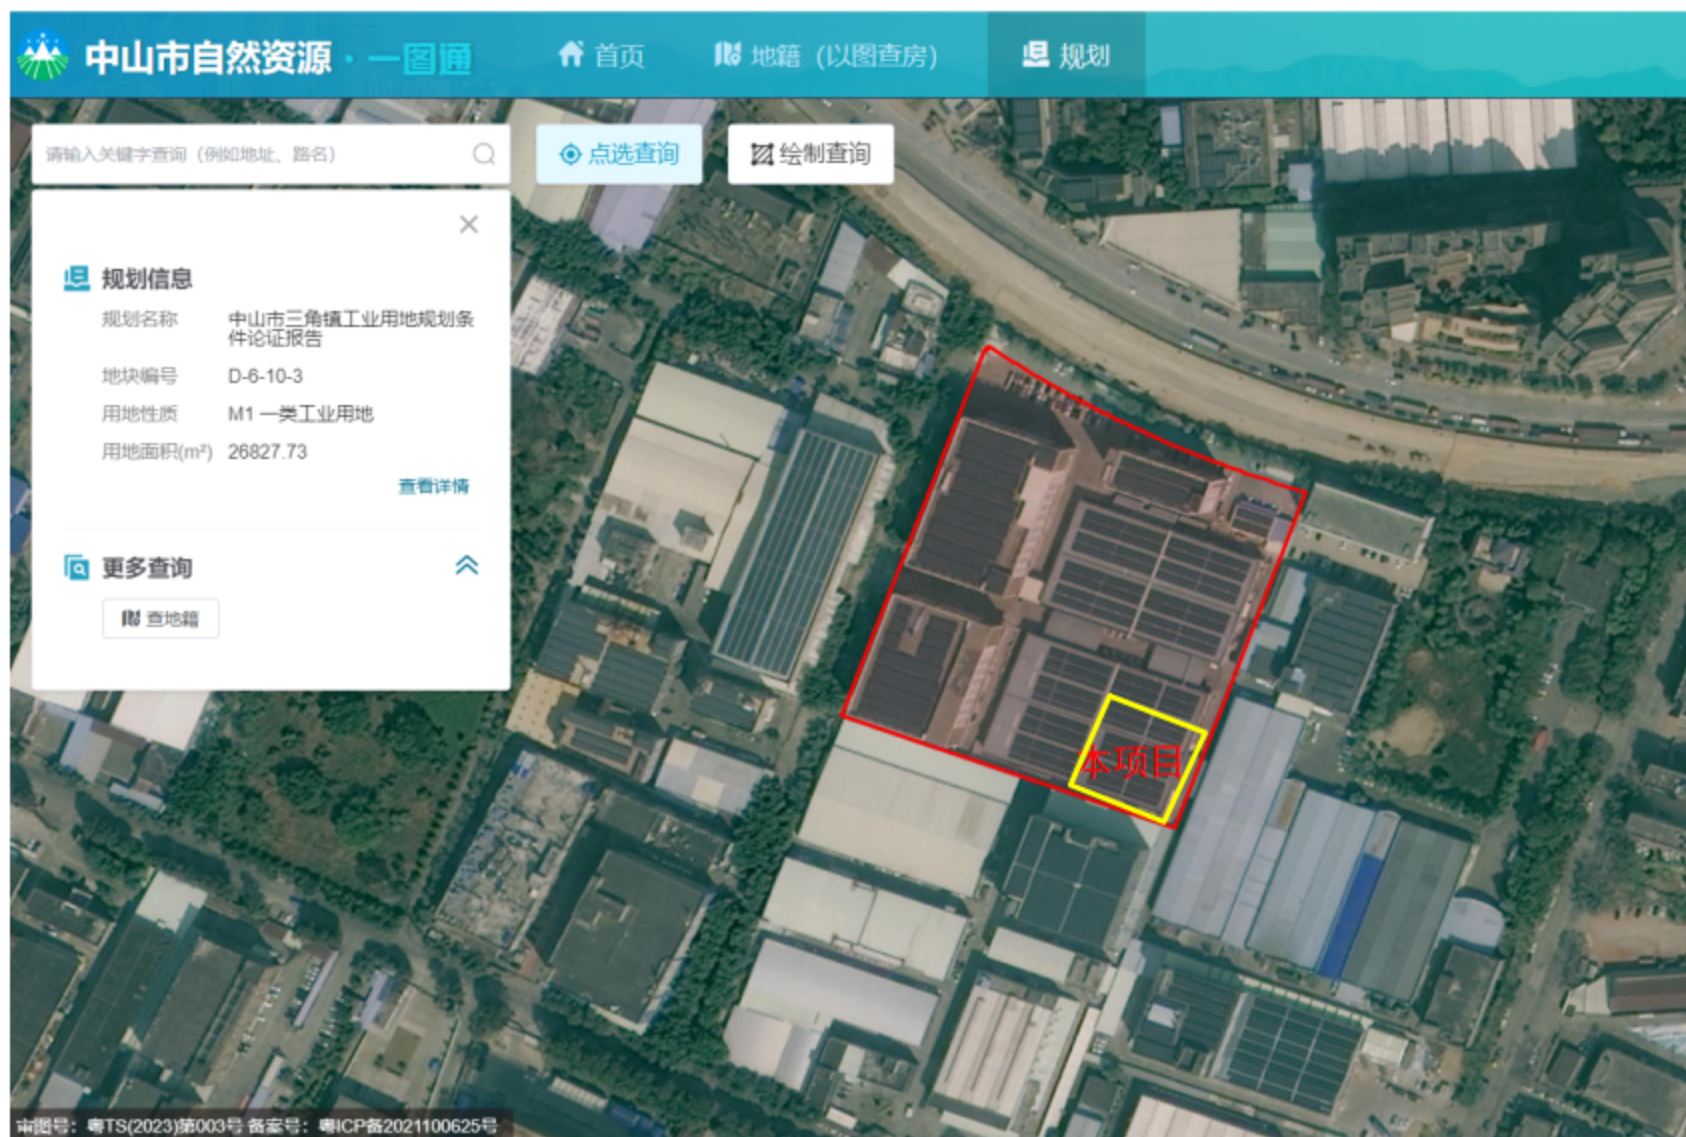 中山市自然资源·一图通
首页
地籍（以图查房）
规划
请输入关键字查询（例如地址、路名）
点选查询
绘制查询
规划信息
规划名称 中山市三角镇工业用地规划条
件论证报告
地块编号 D-6-10-3
用地性质 M1 一类工业用地
用地面积(m²) 26827.73
查看详情
更多查询
查地籍
本项目
审图号：粤TS(2023)第003号 备案号：粤ICP备2021100625号